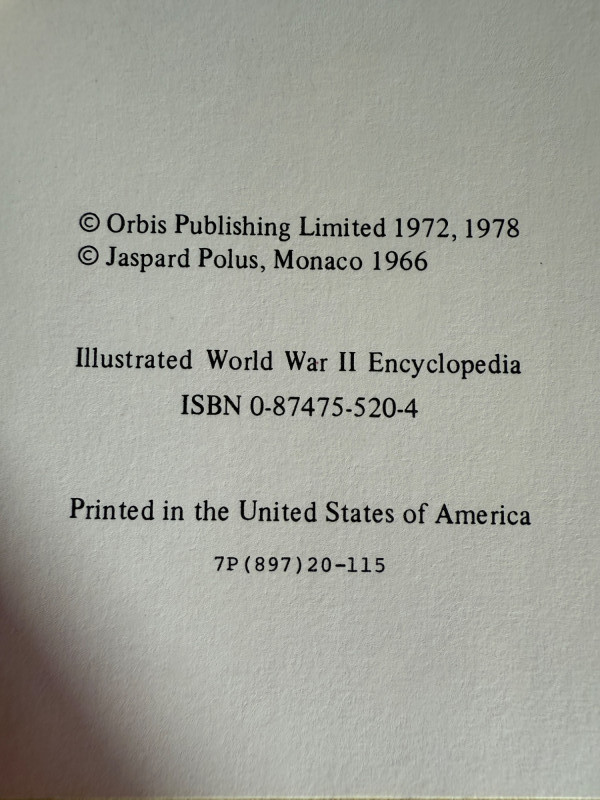 © Orbis Publishing Limited 1972, 1978
© Jaspard Polus, Monaco 1966
Illustrated World War II Encyclopedia
ISBN 0-87475-520-4
Printed in the United States of America
7P(897)20-115